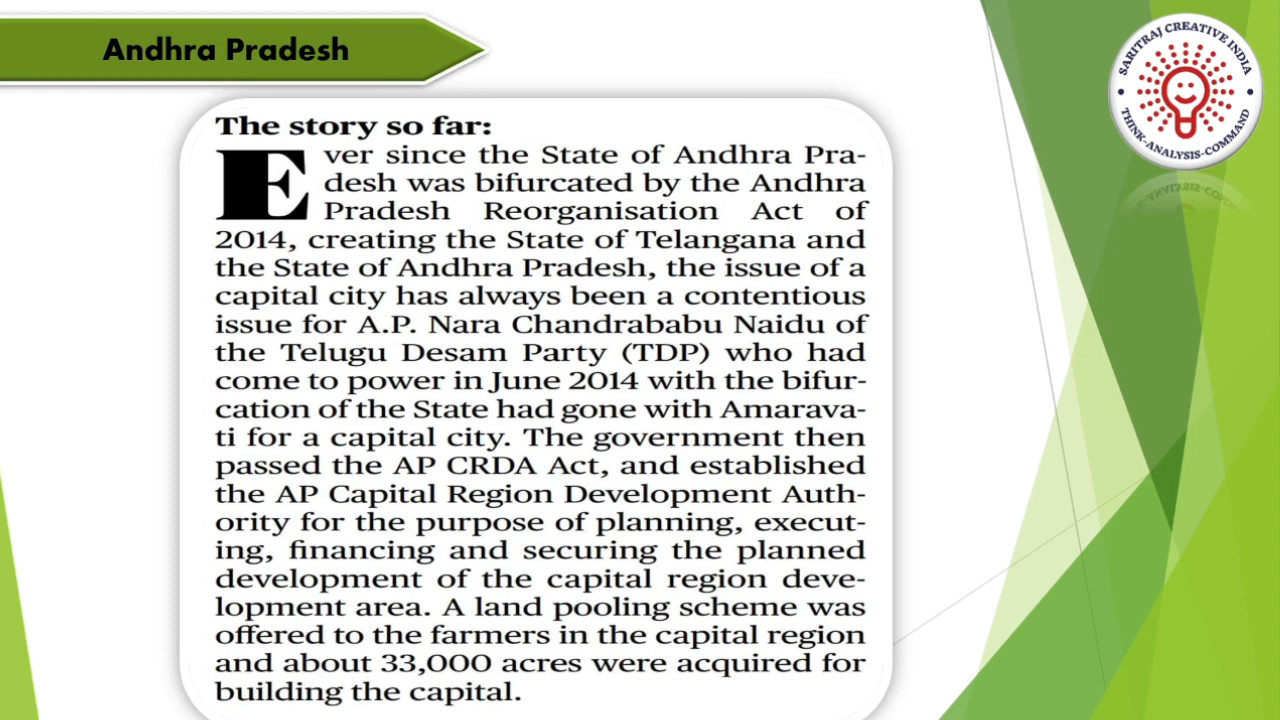 Andhra Pradesh
SARITRAJ CREATIVE INDIA
THINK-ANALYSIS-COMMAND
The story so far:
Ever since the State of Andhra Pra-
desh was bifurcated by the Andhra
Pradesh Reorganisation Act of
2014, creating the State of Telangana and
the State of Andhra Pradesh, the issue of a
capital city has always been a contentious
issue for A.P. Nara Chandrababu Naidu of
the Telugu Desam Party (TDP) who had
come to power in June 2014 with the bifur-
cation of the State had gone with Amarava-
ti for a capital city. The government then
passed the AP CRDA Act, and established
the AP Capital Region Development Auth-
ority for the purpose of planning, execut-
ing, financing and securing the planned
development of the capital region deve-
lopment area. A land pooling scheme was
offered to the farmers in the capital region
and about 33,000 acres were acquired for
building the capital.